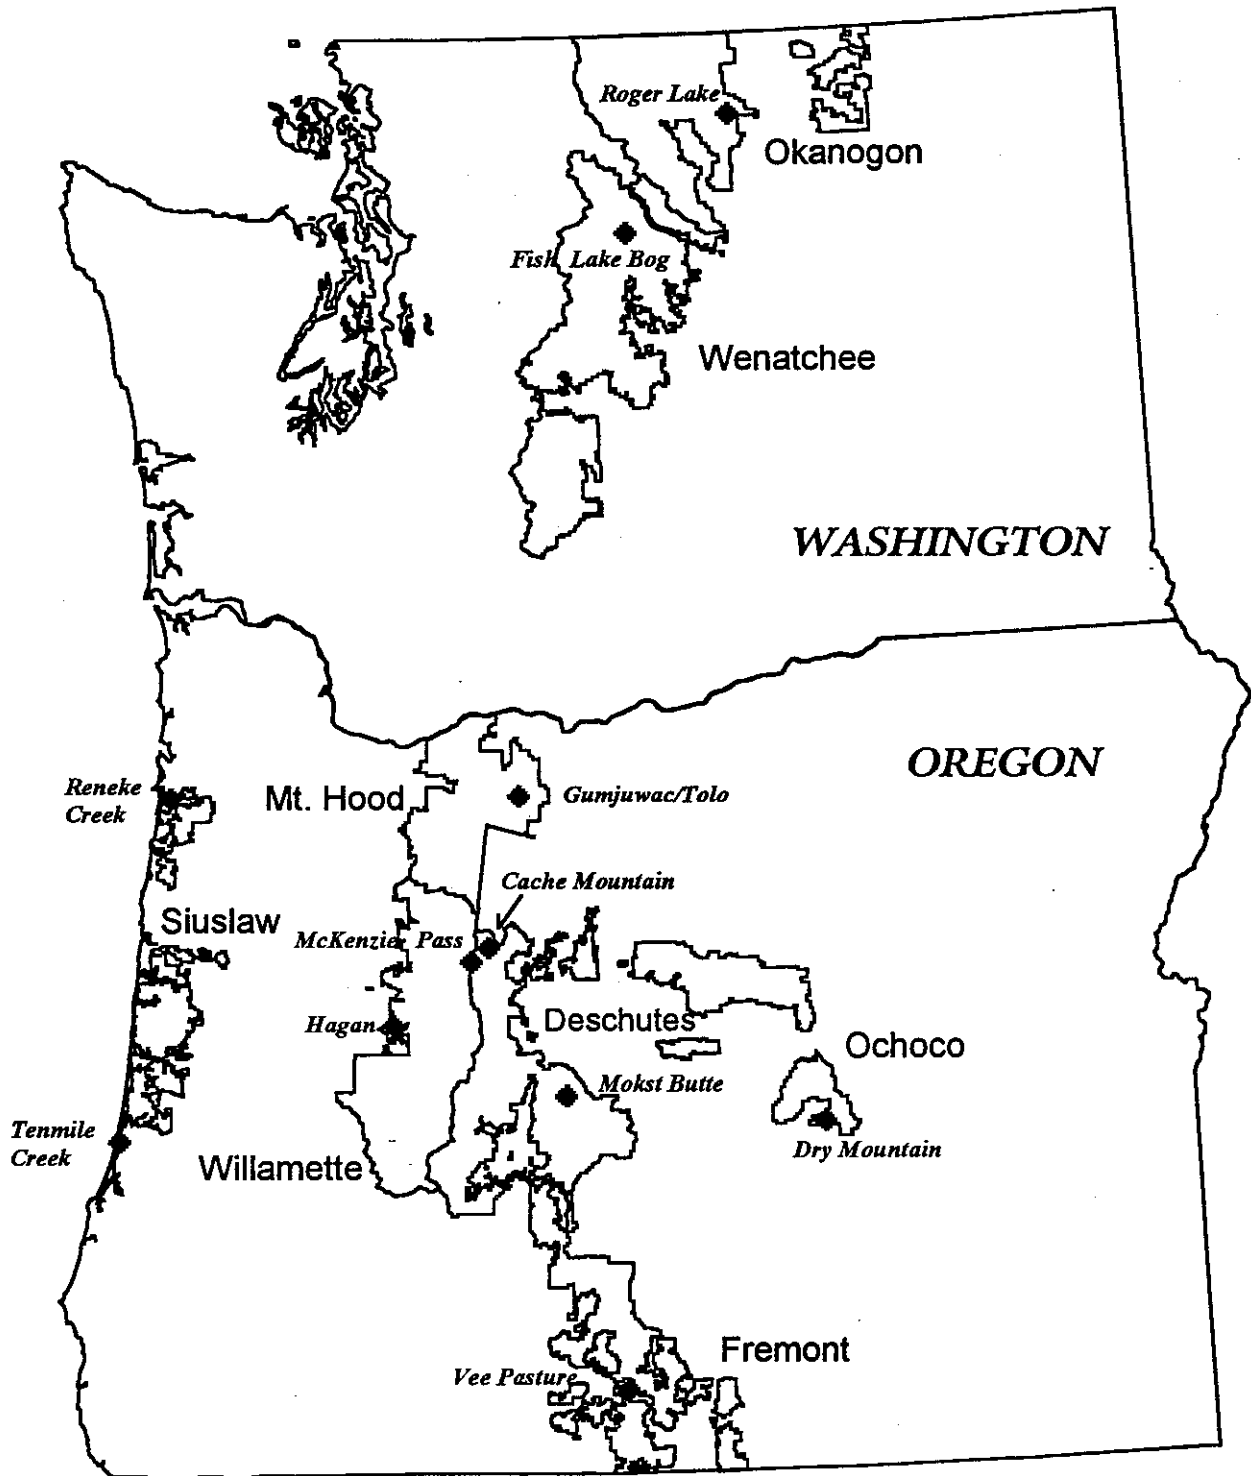 Roger Lake
Okanogon
Fish Lake Bog
Wenatchee
WASHINGTON
OREGON
Reneke
Creek
Mt. Hood
Gumjuwac/Tolo
Cache Mountain
Siuslaw
McKenzie Pass
Hagan
Deschutes
Ochoco
Mokst Butte
Tenmile
Creek
Willamette
Dry Mountain
Fremont
Vee Pasture